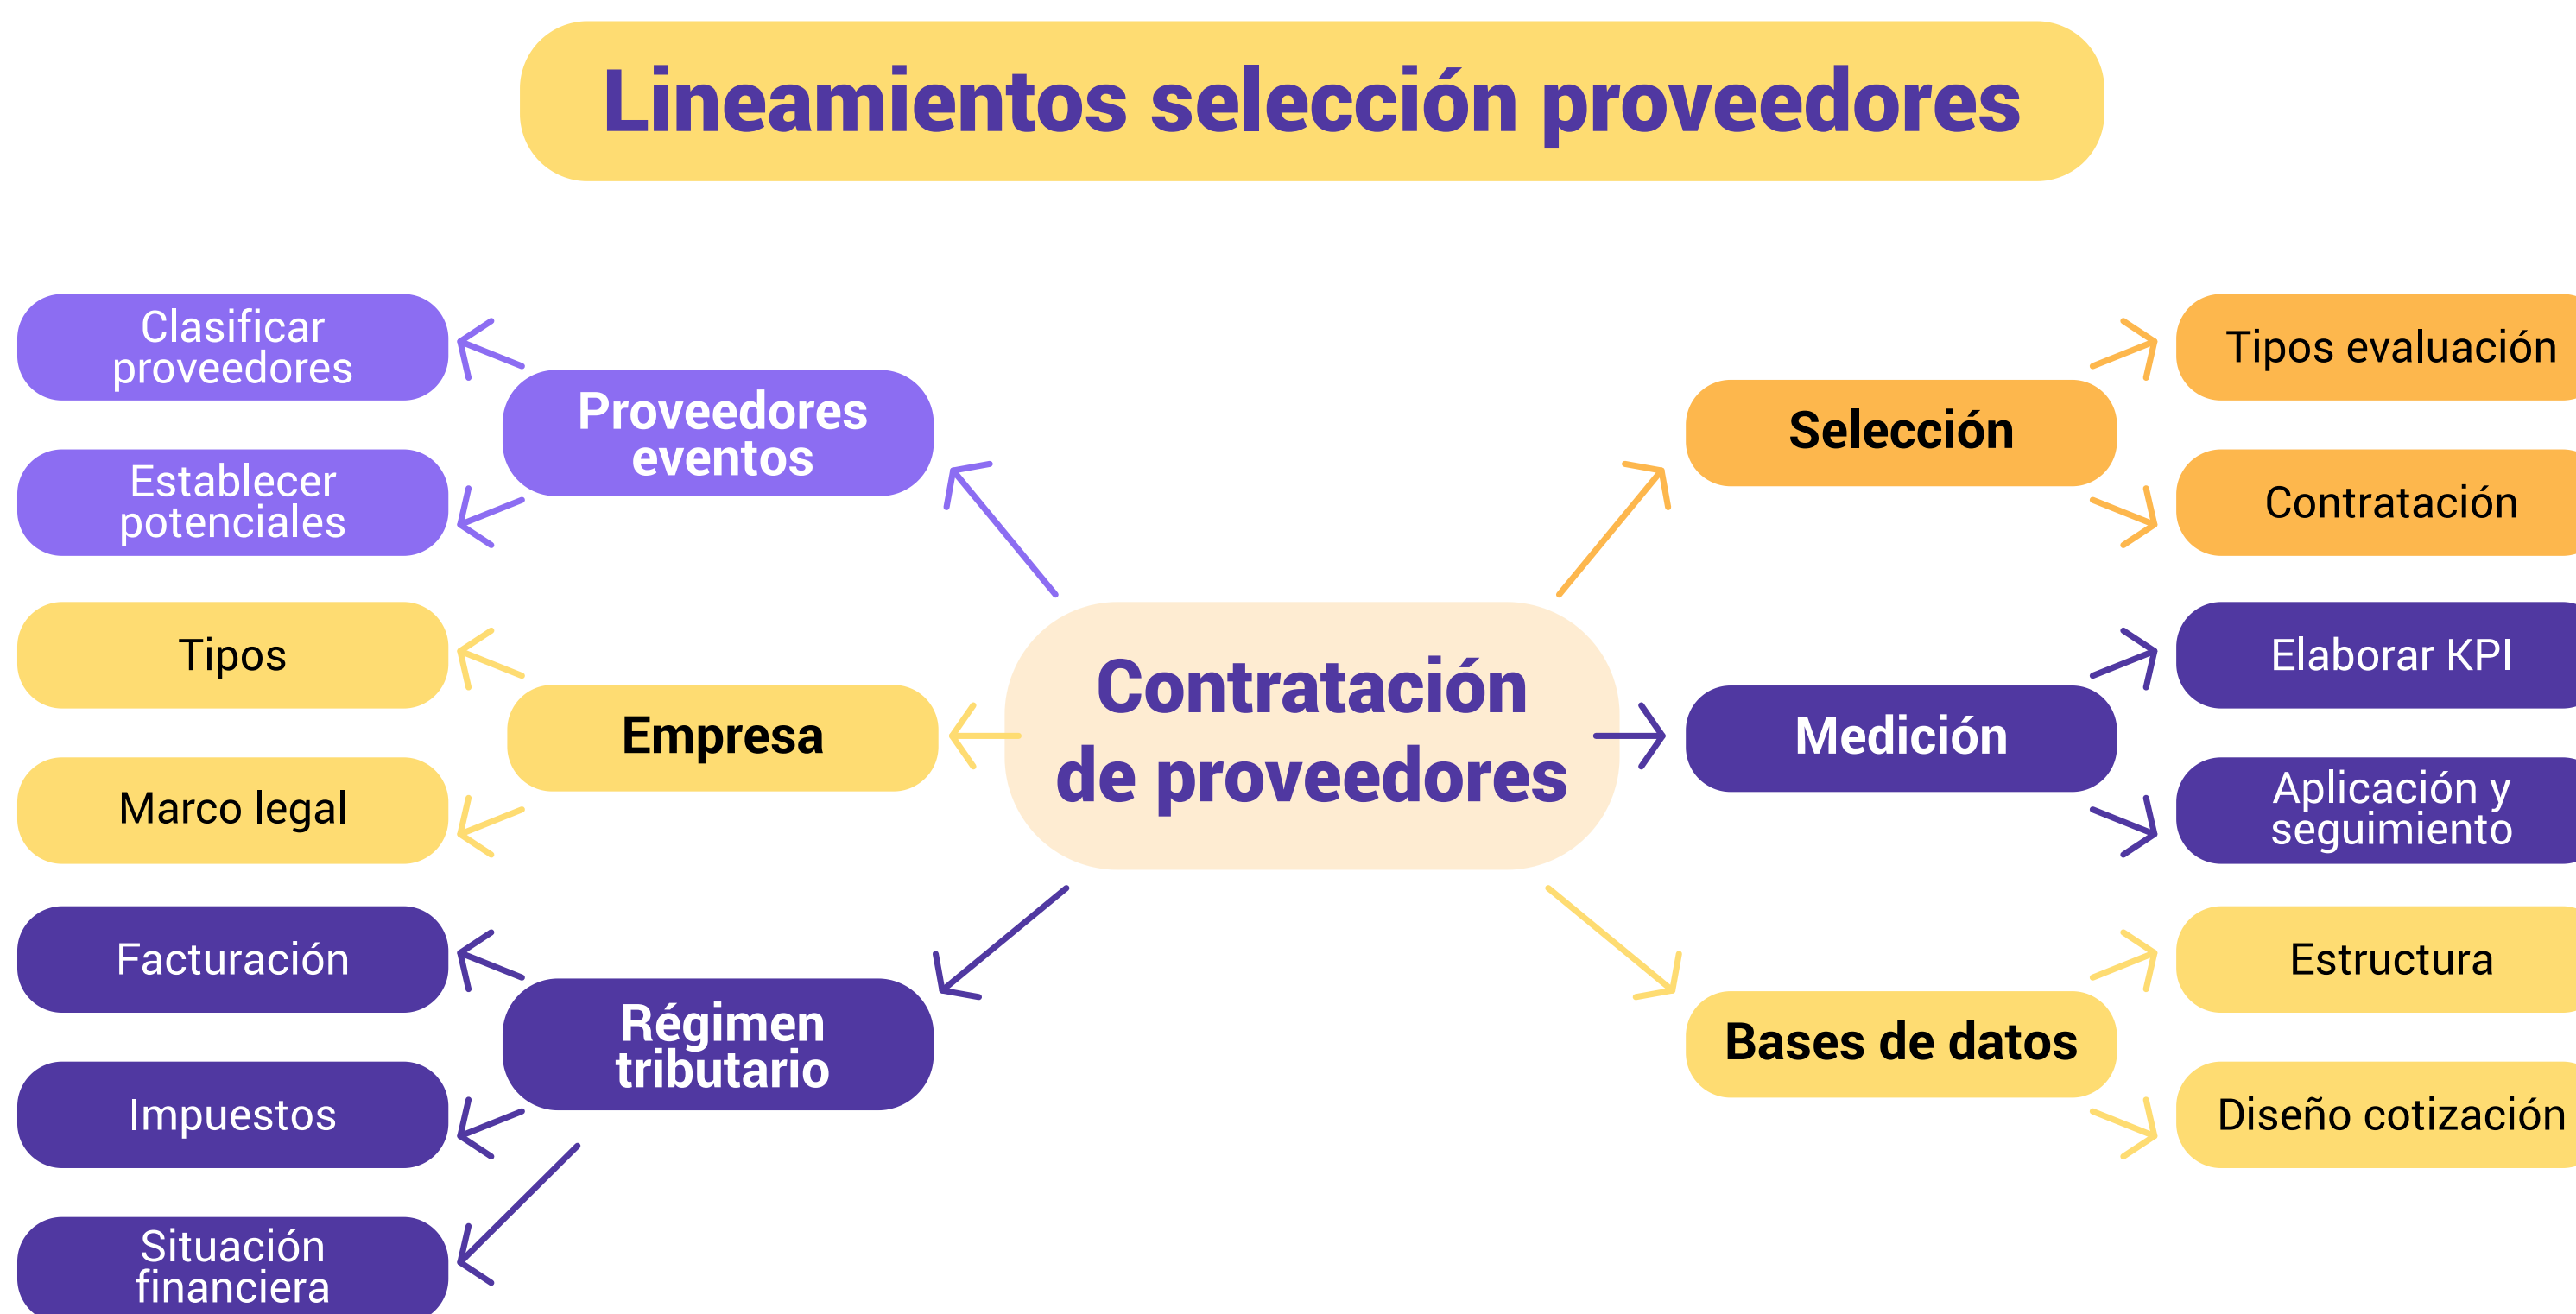 Lineamientos selección proveedores
Clasificar
proveedores
Establecer
potenciales
Proveedores
eventos
Tipos
Marco legal
Empresa
Facturación
Impuestos
Situación
financiera
Régimen
tributario
Contratación
de proveedores
Selección
Tipos evaluación
Contratación
Medición
Elaborar KPI
Aplicación y
seguimiento
Bases de datos
Estructura
Diseño cotización